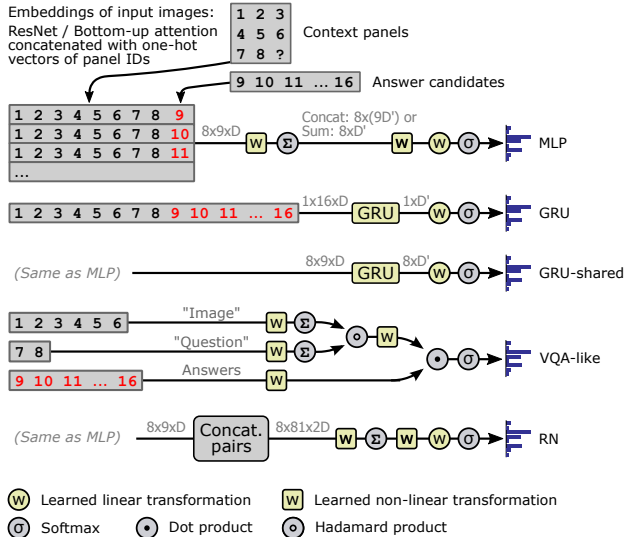 Embeddings of input images:
ResNet / Bottom-up attention
concatenated with one-hot
vectors of panel IDs
1 2 3
4 5 6
7 8 ?
Context panels
9 10 11 ... 16
Answer candidates
1 2 3 4 5 6 7 8 9
1 2 3 4 5 6 7 8 10
1 2 3 4 5 6 7 8 11
...
8x9xD
W
Σ
Concat: 8x(9D') or
Sum: 8xD'
W
W
σ
MLP
1 2 3 4 5 6 7 8 9 10 11 ... 16
1x16xD
GRU
1xD'
W
σ
GRU
(Same as MLP)
8x9xD
GRU
8xD'
W
σ
GRU-shared
1 2 3 4 5 6
"Image"
W
Σ
W
7 8
"Question"
W
Σ
9 10 11 ... 16
Answers
W
σ
VQA-like
(Same as MLP)
8x9xD
Concat.
pairs
8x81x2D
W
Σ
W
W
σ
RN
W Learned linear transformation
W Learned non-linear transformation
σ Softmax
Dot product
Hadamard product